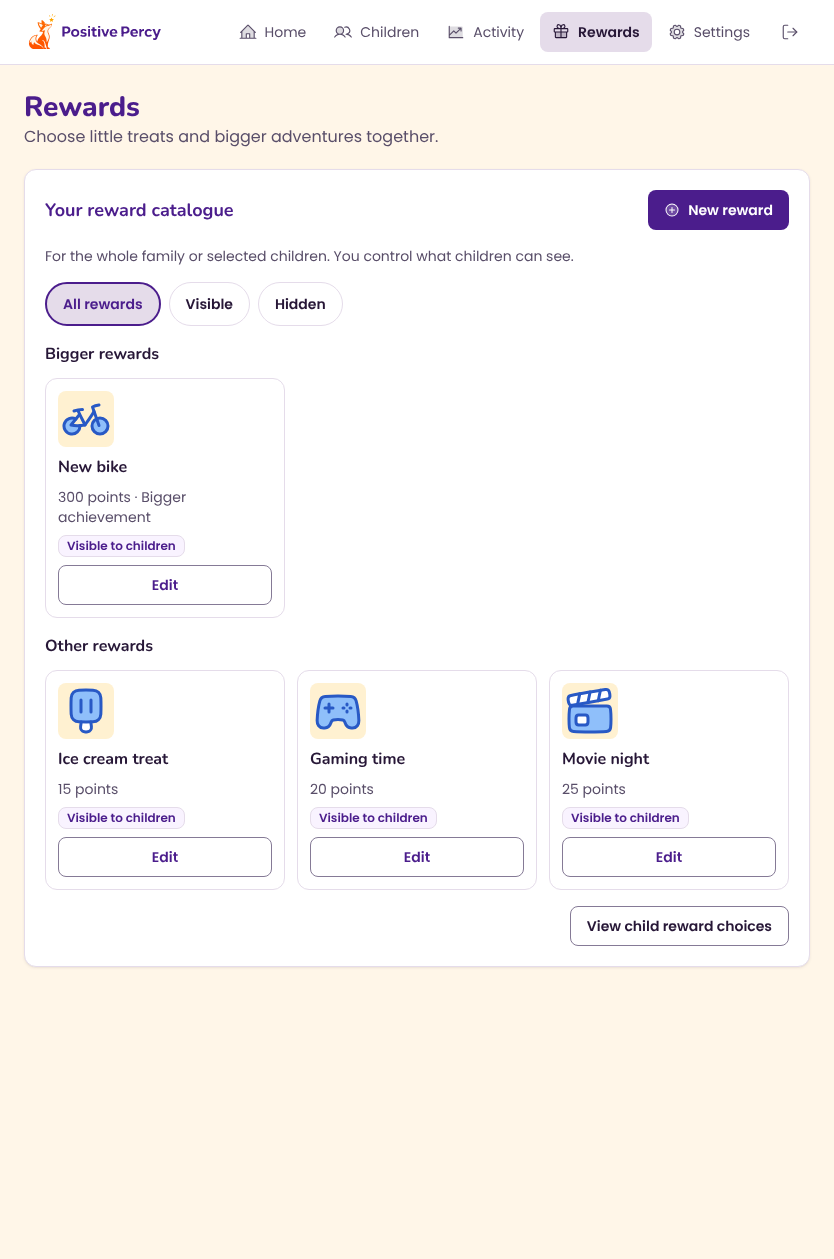 Positive Percy
Home
Children
Activity
Rewards
Settings
Rewards
Choose little treats and bigger adventures together.
Your reward catalogue
New reward
For the whole family or selected children. You control what children can see.
All rewards
Visible
Hidden
Bigger rewards
New bike
300 points · Bigger
achievement
Visible to children
Edit
Other rewards
Ice cream treat
15 points
Visible to children
Edit
Gaming time
20 points
Visible to children
Edit
Movie night
25 points
Visible to children
Edit
View child reward choices